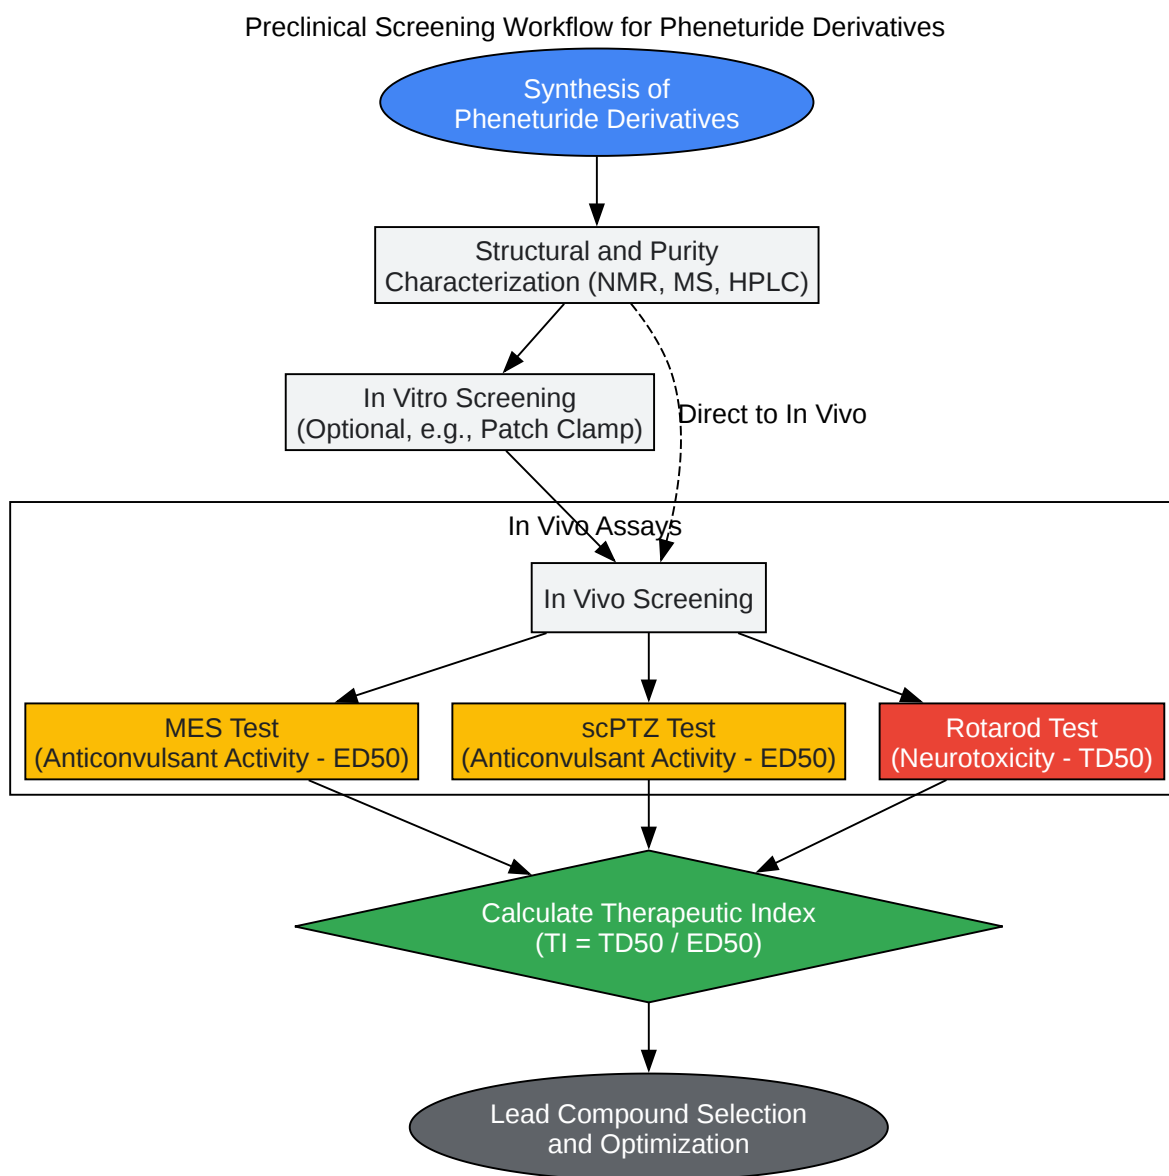 Preclinical Screening Workflow for Pheneturide Derivatives
Synthesis of
Pheneturide Derivatives
Structural and Purity
Characterization (NMR, MS, HPLC)
In Vitro Screening
(Optional, e.g., Patch Clamp)
Direct to In Vivo
In Vivo Assays
In Vivo Screening
MES Test
(Anticonvulsant Activity - ED50)
scPTZ Test
(Anticonvulsant Activity - ED50)
Rotarod Test
(Neurotoxicity - TD50)
Calculate Therapeutic Index
(TI = TD50 / ED50)
Lead Compound Selection
and Optimization